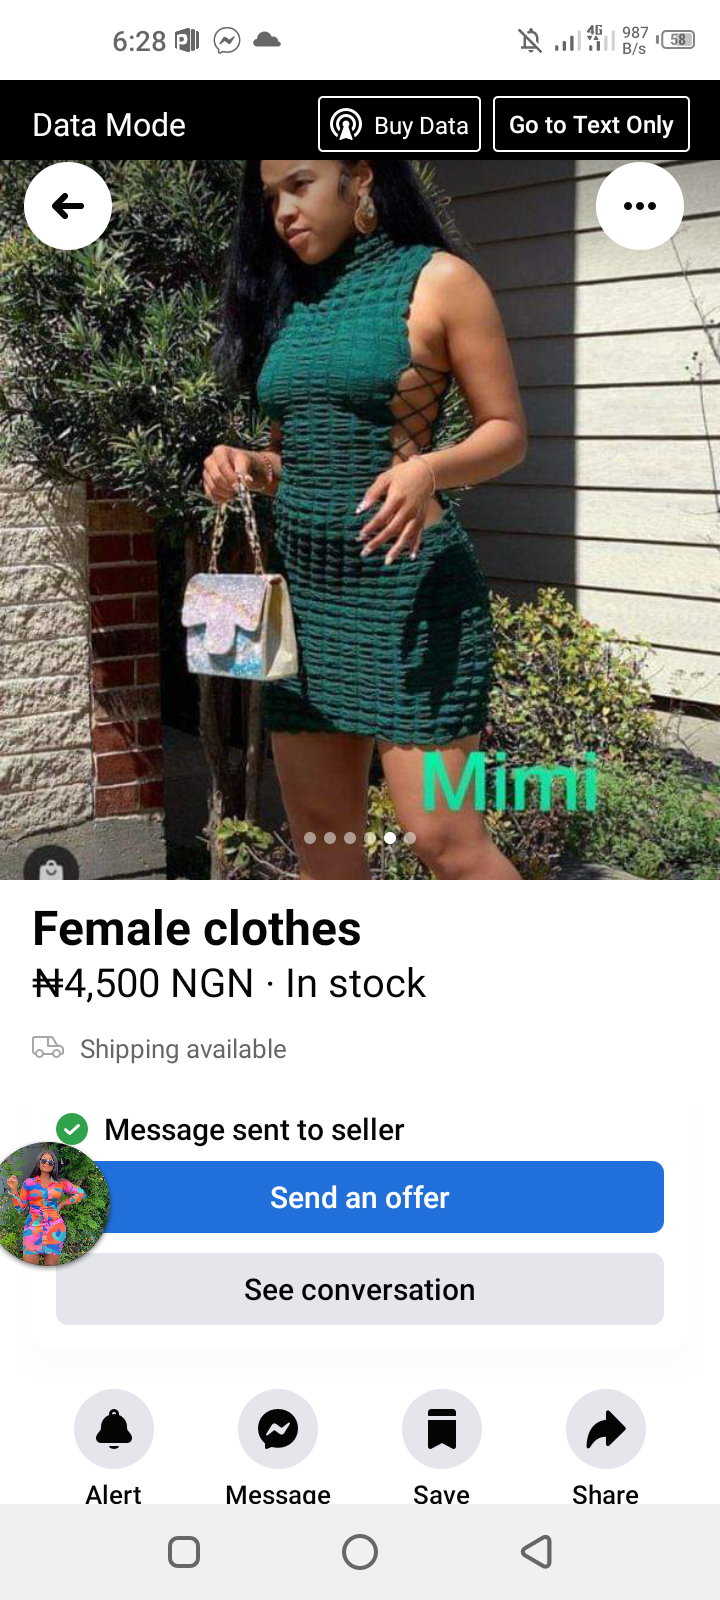 6:28
4G
987
B/s
58
Data Mode
Buy Data
Go to Text Only
Mimi
Female clothes
₦4,500 NGN · In stock
Shipping available
Message sent to seller
Send an offer
See conversation
Alert
Message
Save
Share